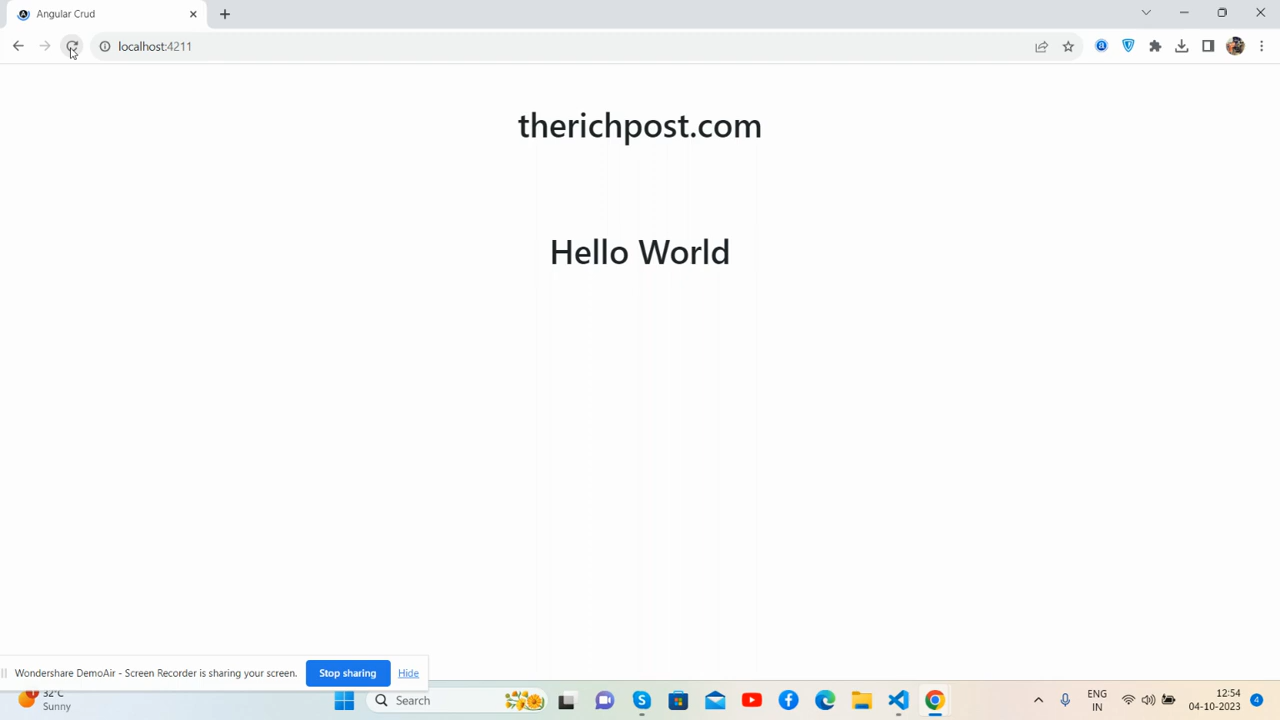 Angular Crud
localhost:4211
therichpost.com
Hello World
Wondershare DemoAir - Screen Recorder is sharing your screen.
Stop sharing
Hide
32°C
Sunny
Search
ENG
IN
12:54
04-10-2023
4